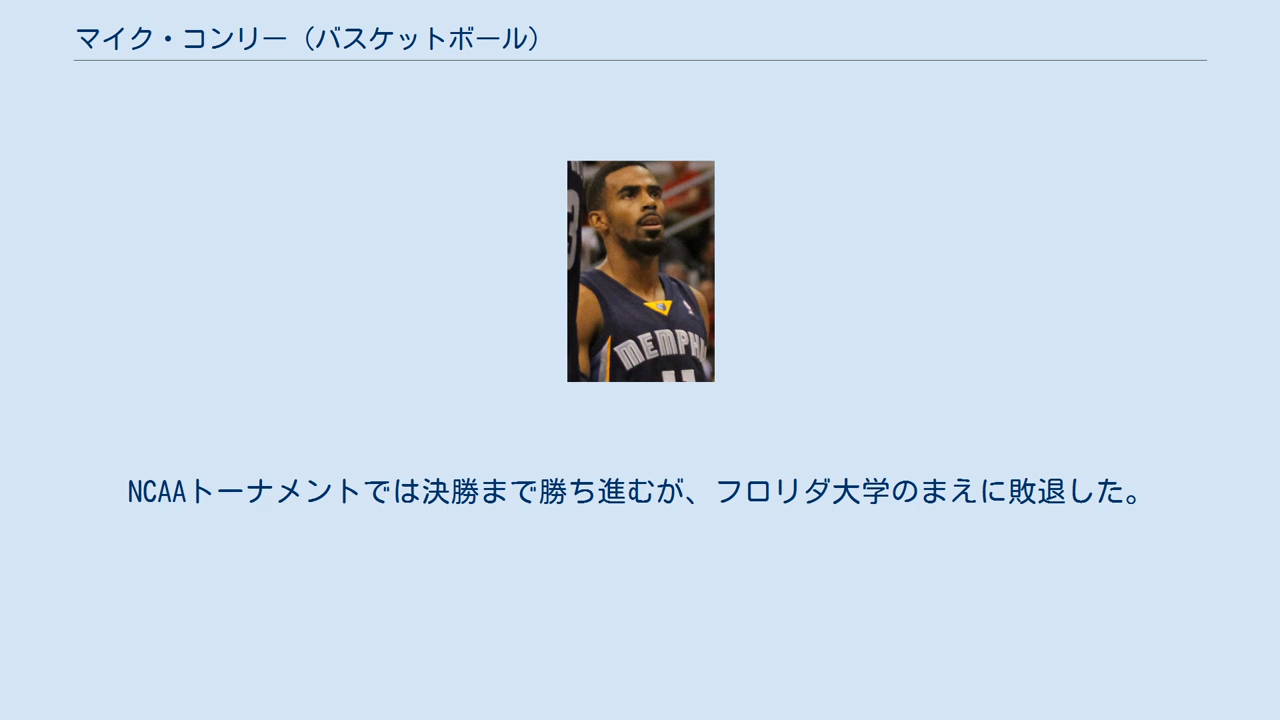 マイク・コンリー（バスケットボール）
MEMPHI
11
NCAAトーナメントでは決勝まで勝ち進むが、フロリダ大学のまえに敗退した。